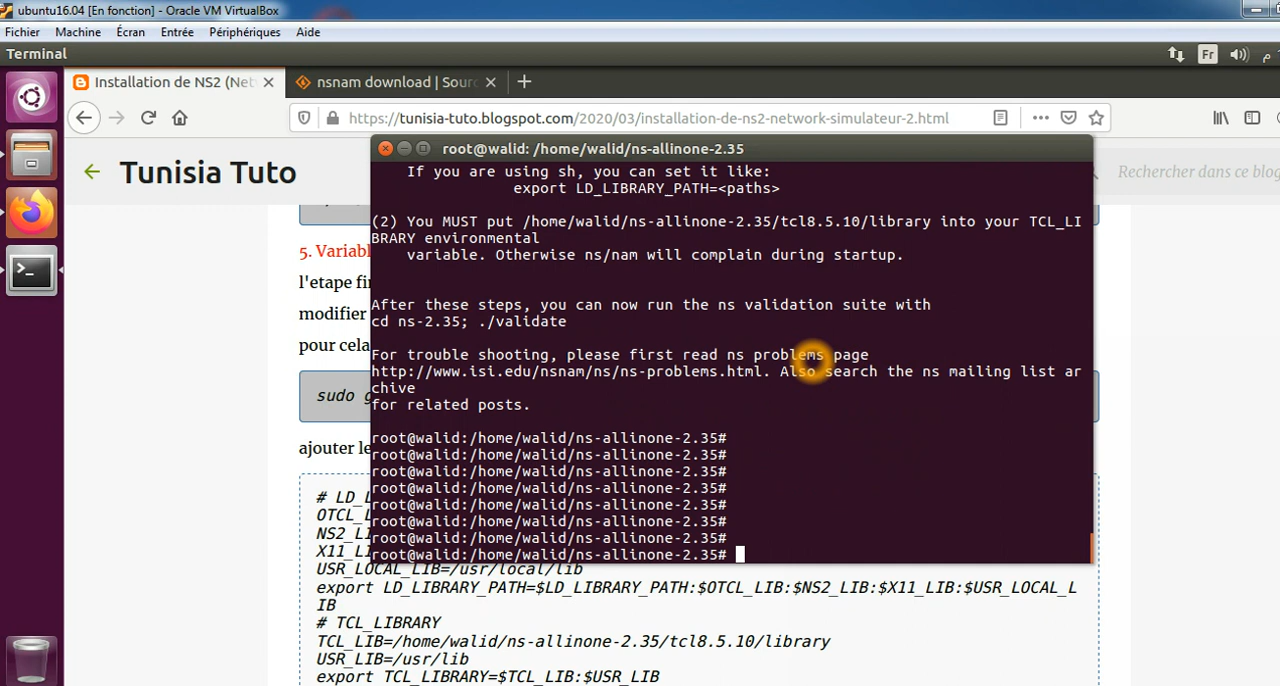 ubuntu16.04 [En fonction] - Oracle VM VirtualBox
Fichier Machine Écran Entrée Périphériques Aide
Terminal
Fr
Installation de NS2 (Net
nsnam download | Sour
https://tunisia-tuto.blogspot.com/2020/03/installation-de-ns2-network-simulateur-2.html
root@walid: /home/walid/ns-allinone-2.35
Tunisia Tuto
Rechercher dans ce blog
If you are using sh, you can set it like:
export LD_LIBRARY_PATH=<paths>
(2) You MUST put /home/walid/ns-allinone-2.35/tcl8.5.10/library into your TCL_LI
BRARY environmental
variable. Otherwise ns/nam will complain during startup.
After these steps, you can now run the ns validation suite with
cd ns-2.35; ./validate
For trouble shooting, please first read ns problems page
http://www.isi.edu/nsnam/ns/ns-problems.html. Also search the ns mailing list ar
chive
for related posts.
root@walid:/home/walid/ns-allinone-2.35#
root@walid:/home/walid/ns-allinone-2.35#
root@walid:/home/walid/ns-allinone-2.35#
root@walid:/home/walid/ns-allinone-2.35#
root@walid:/home/walid/ns-allinone-2.35#
root@walid:/home/walid/ns-allinone-2.35#
root@walid:/home/walid/ns-allinone-2.35#
root@walid:/home/walid/ns-allinone-2.35#
5. Variabl
l'etape fi
modifier
pour cela
sudo g
ajouter le
# LD_L
OTCL_L
NS2_LI
X11_LI
USR_LOCAL_LIB=/usr/local/lib
export LD_LIBRARY_PATH=$LD_LIBRARY_PATH:$OTCL_LIB:$NS2_LIB:$X11_LIB:$USR_LOCAL_L
IB
# TCL_LIBRARY
TCL_LIB=/home/walid/ns-allinone-2.35/tcl8.5.10/library
USR_LIB=/usr/lib
export TCL_LIBRARY=$TCL_LIB:$USR_LIB